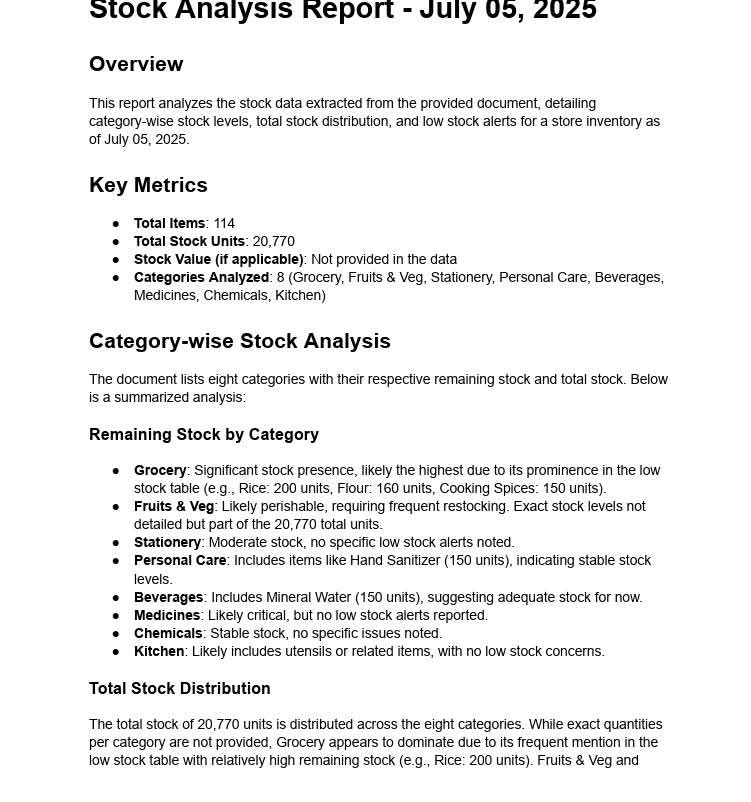 Stock Analysis Report - July 05, 2025
Overview
This report analyzes the stock data extracted from the provided document, detailing
category-wise stock levels, total stock distribution, and low stock alerts for a store inventory as
of July 05, 2025.
Key Metrics
● Total Items: 114
● Total Stock Units: 20,770
● Stock Value (if applicable): Not provided in the data
● Categories Analyzed: 8 (Grocery, Fruits & Veg, Stationery, Personal Care, Beverages,
Medicines, Chemicals, Kitchen)
Category-wise Stock Analysis
The document lists eight categories with their respective remaining stock and total stock. Below
is a summarized analysis:
Remaining Stock by Category
● Grocery: Significant stock presence, likely the highest due to its prominence in the low
stock table (e.g., Rice: 200 units, Flour: 160 units, Cooking Spices: 150 units).
● Fruits & Veg: Likely perishable, requiring frequent restocking. Exact stock levels not
detailed but part of the 20,770 total units.
● Stationery: Moderate stock, no specific low stock alerts noted.
● Personal Care: Includes items like Hand Sanitizer (150 units), indicating stable stock
levels.
● Beverages: Includes Mineral Water (150 units), suggesting adequate stock for now.
● Medicines: Likely critical, but no low stock alerts reported.
● Chemicals: Stable stock, no specific issues noted.
● Kitchen: Likely includes utensils or related items, with no low stock concerns.
Total Stock Distribution
The total stock of 20,770 units is distributed across the eight categories. While exact quantities
per category are not provided, Grocery appears to dominate due to its frequent mention in the
low stock table with relatively high remaining stock (e.g., Rice: 200 units). Fruits & Veg and